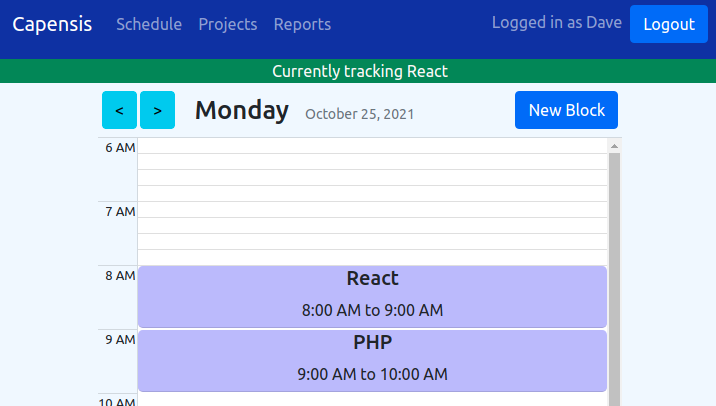 Capensis Schedule Projects Reports Logged in as Dave Logout
Currently tracking React
< > Monday October 25, 2021 New Block
6 AM
7 AM
8 AM React
8:00 AM to 9:00 AM
9 AM PHP
9:00 AM to 10:00 AM
10 AM